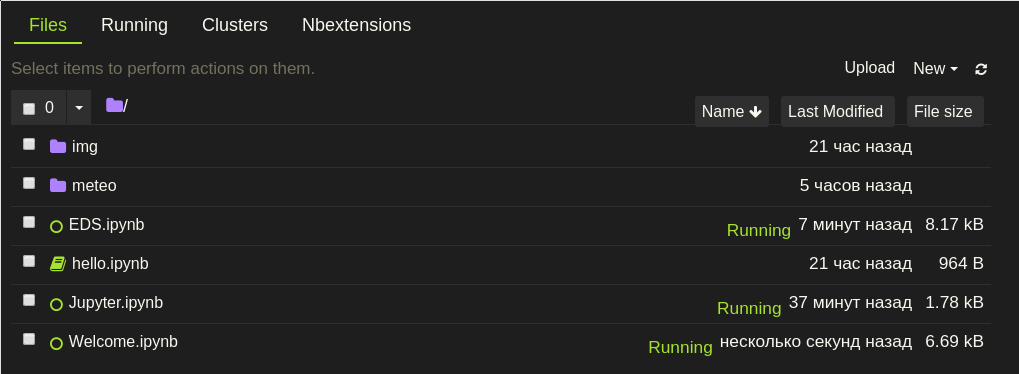 Files Running Clusters Nbextensions
Select items to perform actions on them. Upload New
0 / Name Last Modified File size
img 21 час назад
meteo 5 часов назад
EDS.ipynb Running 7 минут назад 8.17 kB
hello.ipynb 21 час назад 964 B
Jupyter.ipynb Running 37 минут назад 1.78 kB
Welcome.ipynb Running несколько секунд назад 6.69 kB